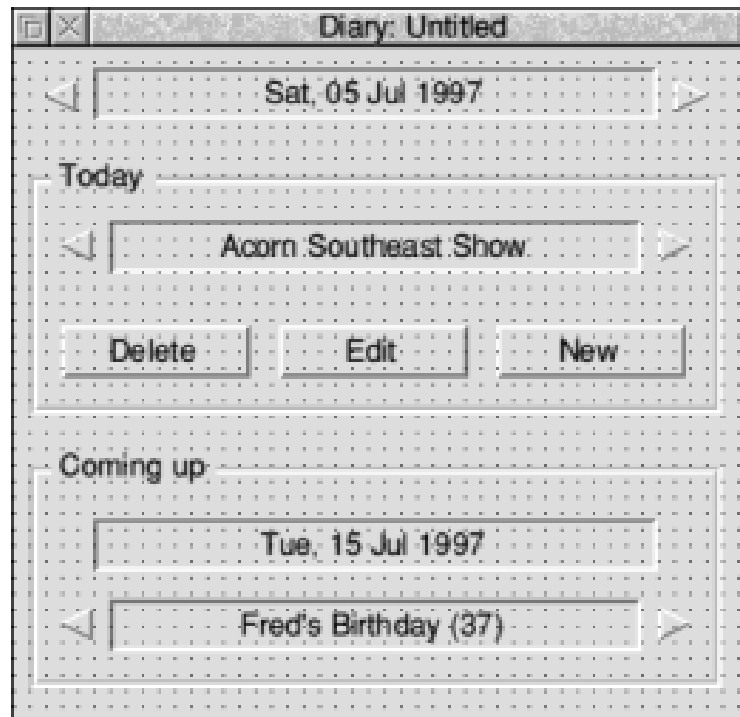 Diary: Untitled
Sat, 05 Jul 1997
Today
Acorn Southeast Show
Delete Edit New
Coming up
Tue, 15 Jul 1997
Fred's Birthday (37)